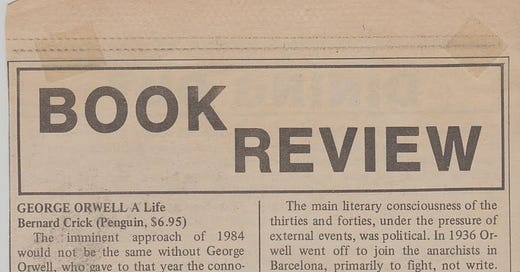 BOOK
REVIEW
GEORGE ORWELL A Life
Bernard Crick (Penguin, $6.95)
The imminent approach of 1984
would not be the same without George
Orwell, who gave to that year the conno-
The main literary consciousness of the
thirties and forties, under the pressure of
external events, was political. In 1936 Or-
well went off to join the anarchists in
Barcelona, primarily to fight, not write.